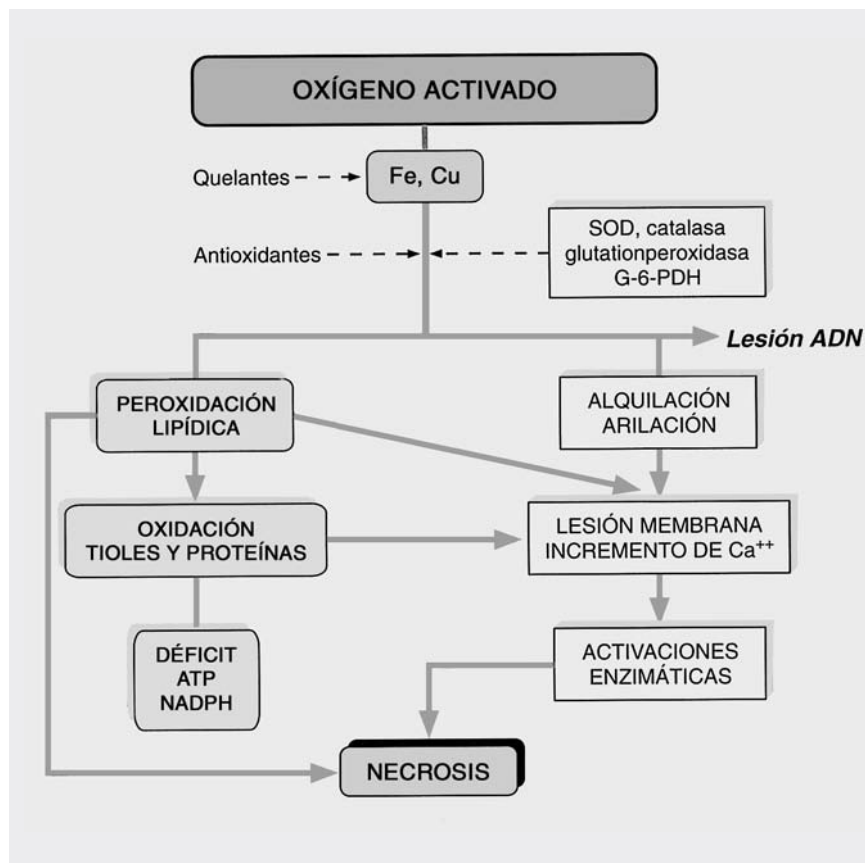 OXÍGENO ACTIVADO
Quelantes
Fe, Cu
Antioxidantes
SOD, catalasa
glutationperoxidasa
G-6-PDH
Lesión ADN
PEROXIDACIÓN
LIPÍDICA
ALQUILACIÓN
ARILACIÓN
OXIDACIÓN
TIOLES Y PROTEÍNAS
LESIÓN MEMBRANA
INCREMENTO DE Ca++
DÉFICIT
ATP
NADPH
ACTIVACIONES
ENZIMÁTICAS
NECROSIS